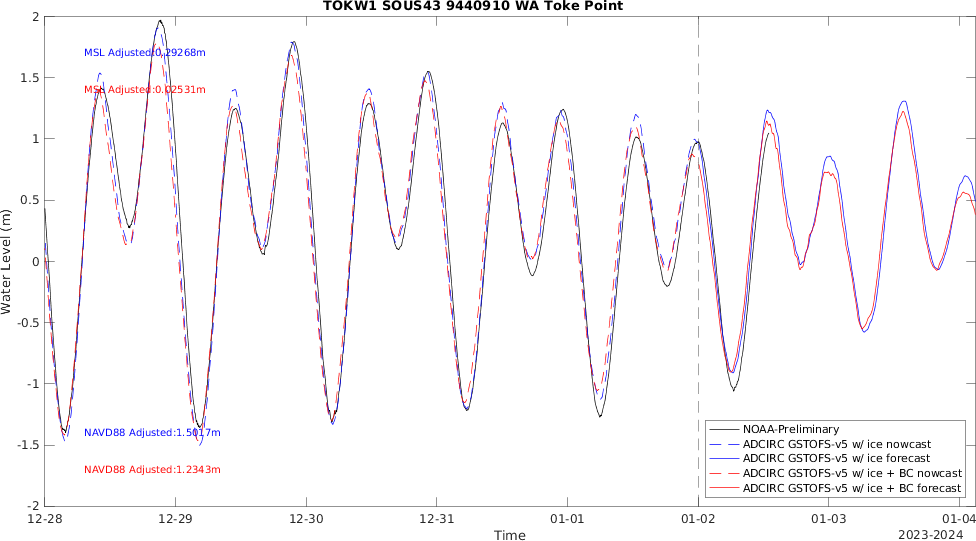 TOKW1 SOUS43 9440910 WA Toke Point
2
1.5
1
0.5
0
-0.5
-1
-1.5
-2
Water Level (m)
MSL Adjusted:0.29268m
MSL Adjusted:0.02531m
NAVD88 Adjusted:1.5017m
NAVD88 Adjusted:1.2343m
NOAA-Preliminary
ADCIRC GSTOFS-v5 w/ ice nowcast
ADCIRC GSTOFS-v5 w/ ice forecast
ADCIRC GSTOFS-v5 w/ ice + BC nowcast
ADCIRC GSTOFS-v5 w/ ice + BC forecast
12-28 12-29 12-30 12-31 01-01 01-02 01-03 01-04
Time
2023-2024